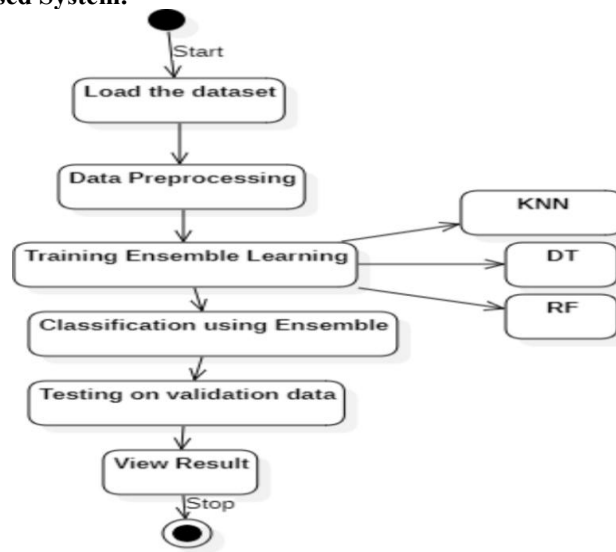 System.
Start
Load the dataset
Data Preprocessing
KNN
Training Ensemble Learning
DT
RF
Classification using Ensemble
Testing on validation data
View Result
Stop